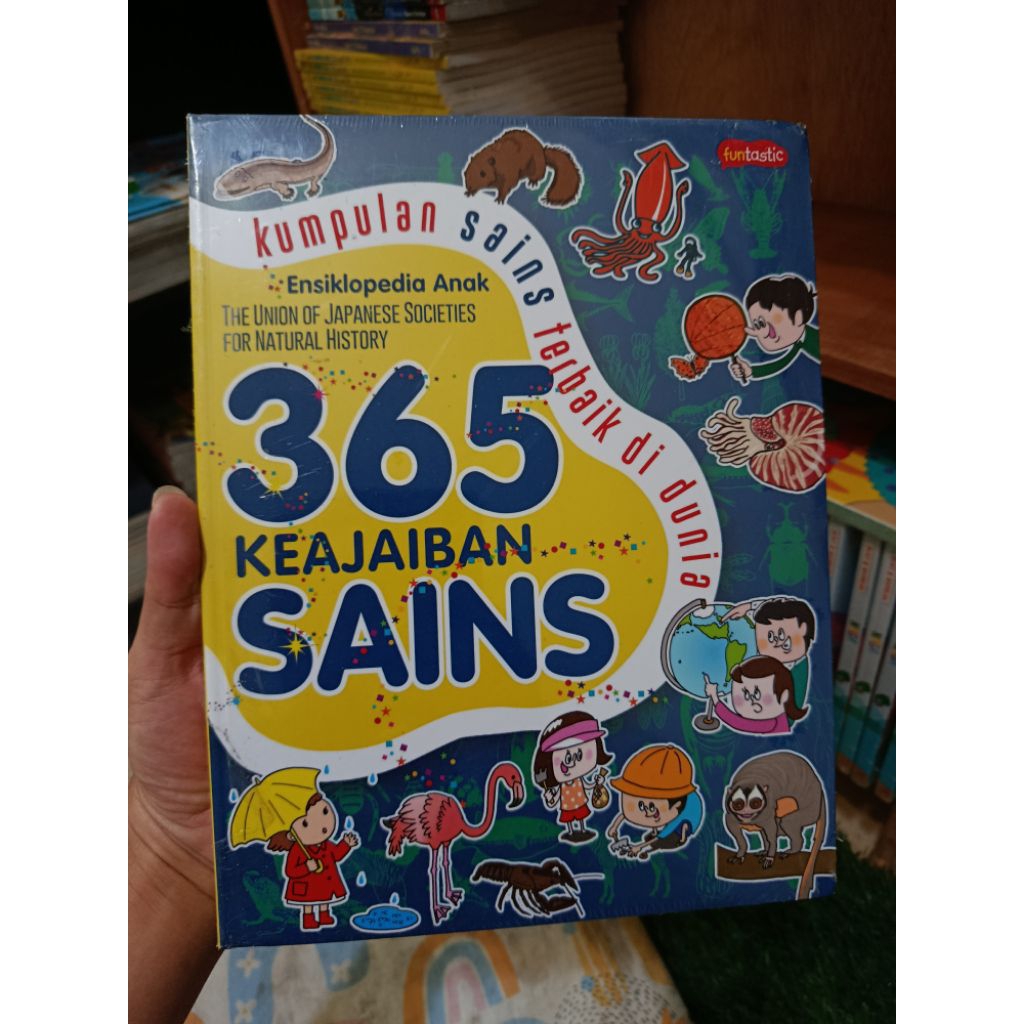 funtastic
kumpulan sains terbaik di dunia
Ensiklopedia Anak
THE UNION OF JAPANESE SOCIETIES
FOR NATURAL HISTORY
365
KEAJAIBAN
SAINS